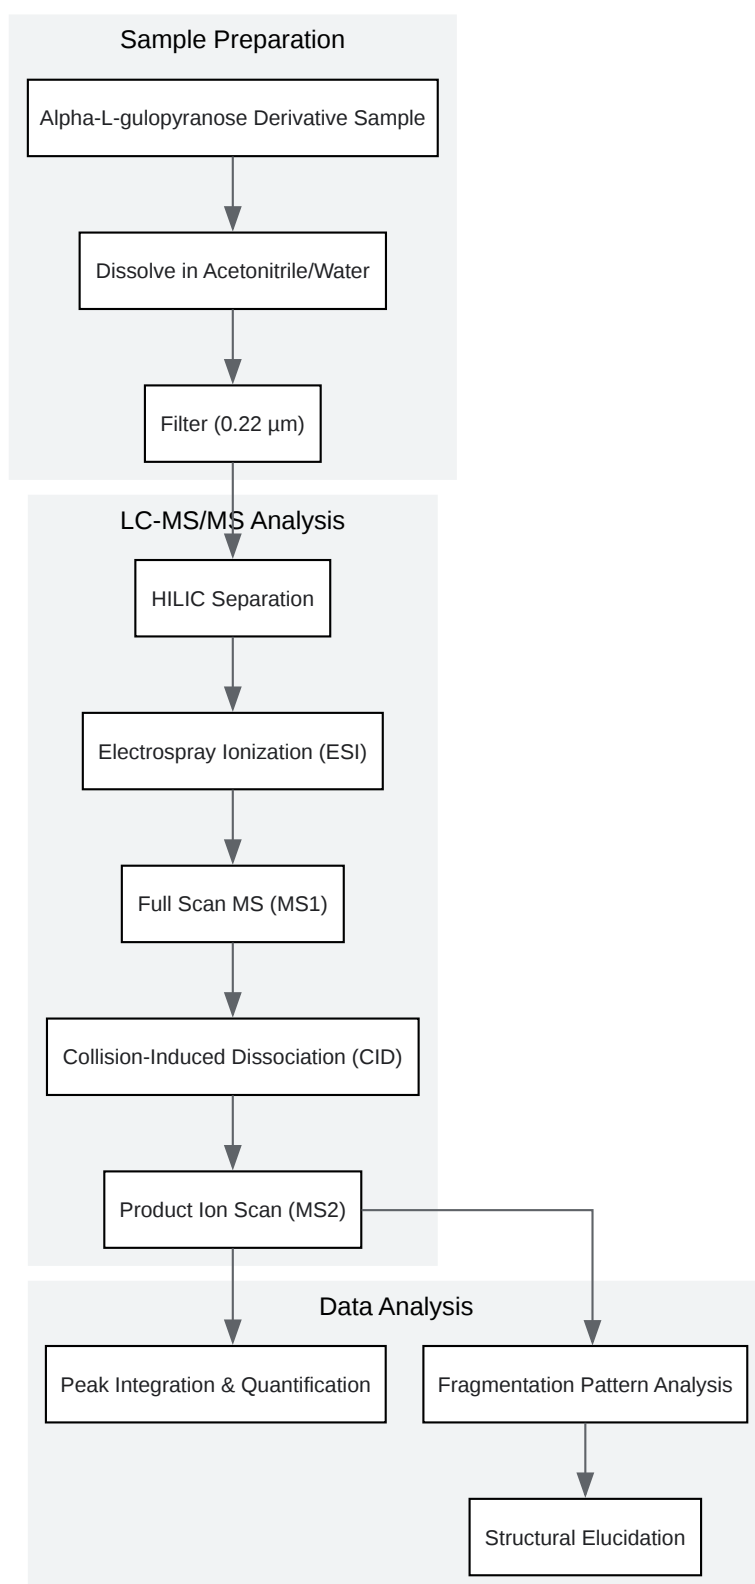 Sample Preparation
Alpha-L-gulopyranose Derivative Sample
Dissolve in Acetonitrile/Water
Filter (0.22 µm)
LC-MS/MS Analysis
HILIC Separation
Electrospray Ionization (ESI)
Full Scan MS (MS1)
Collision-Induced Dissociation (CID)
Product Ion Scan (MS2)
Data Analysis
Peak Integration & Quantification
Fragmentation Pattern Analysis
Structural Elucidation